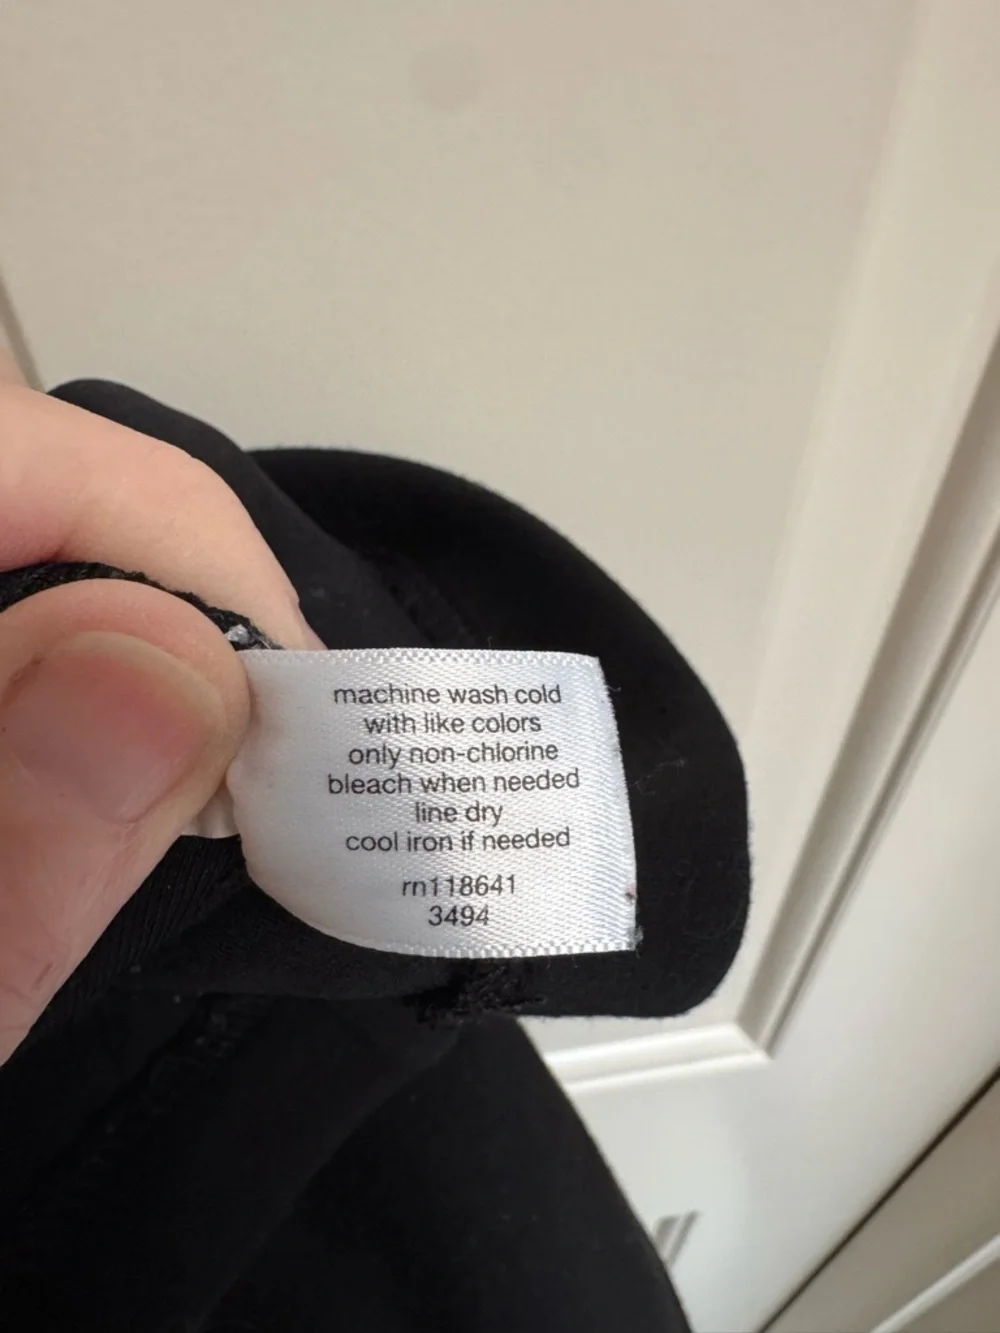 machine wash cold
with like colors
only non-chlorine
bleach when needed
line dry
cool iron if needed
rn118641
3494